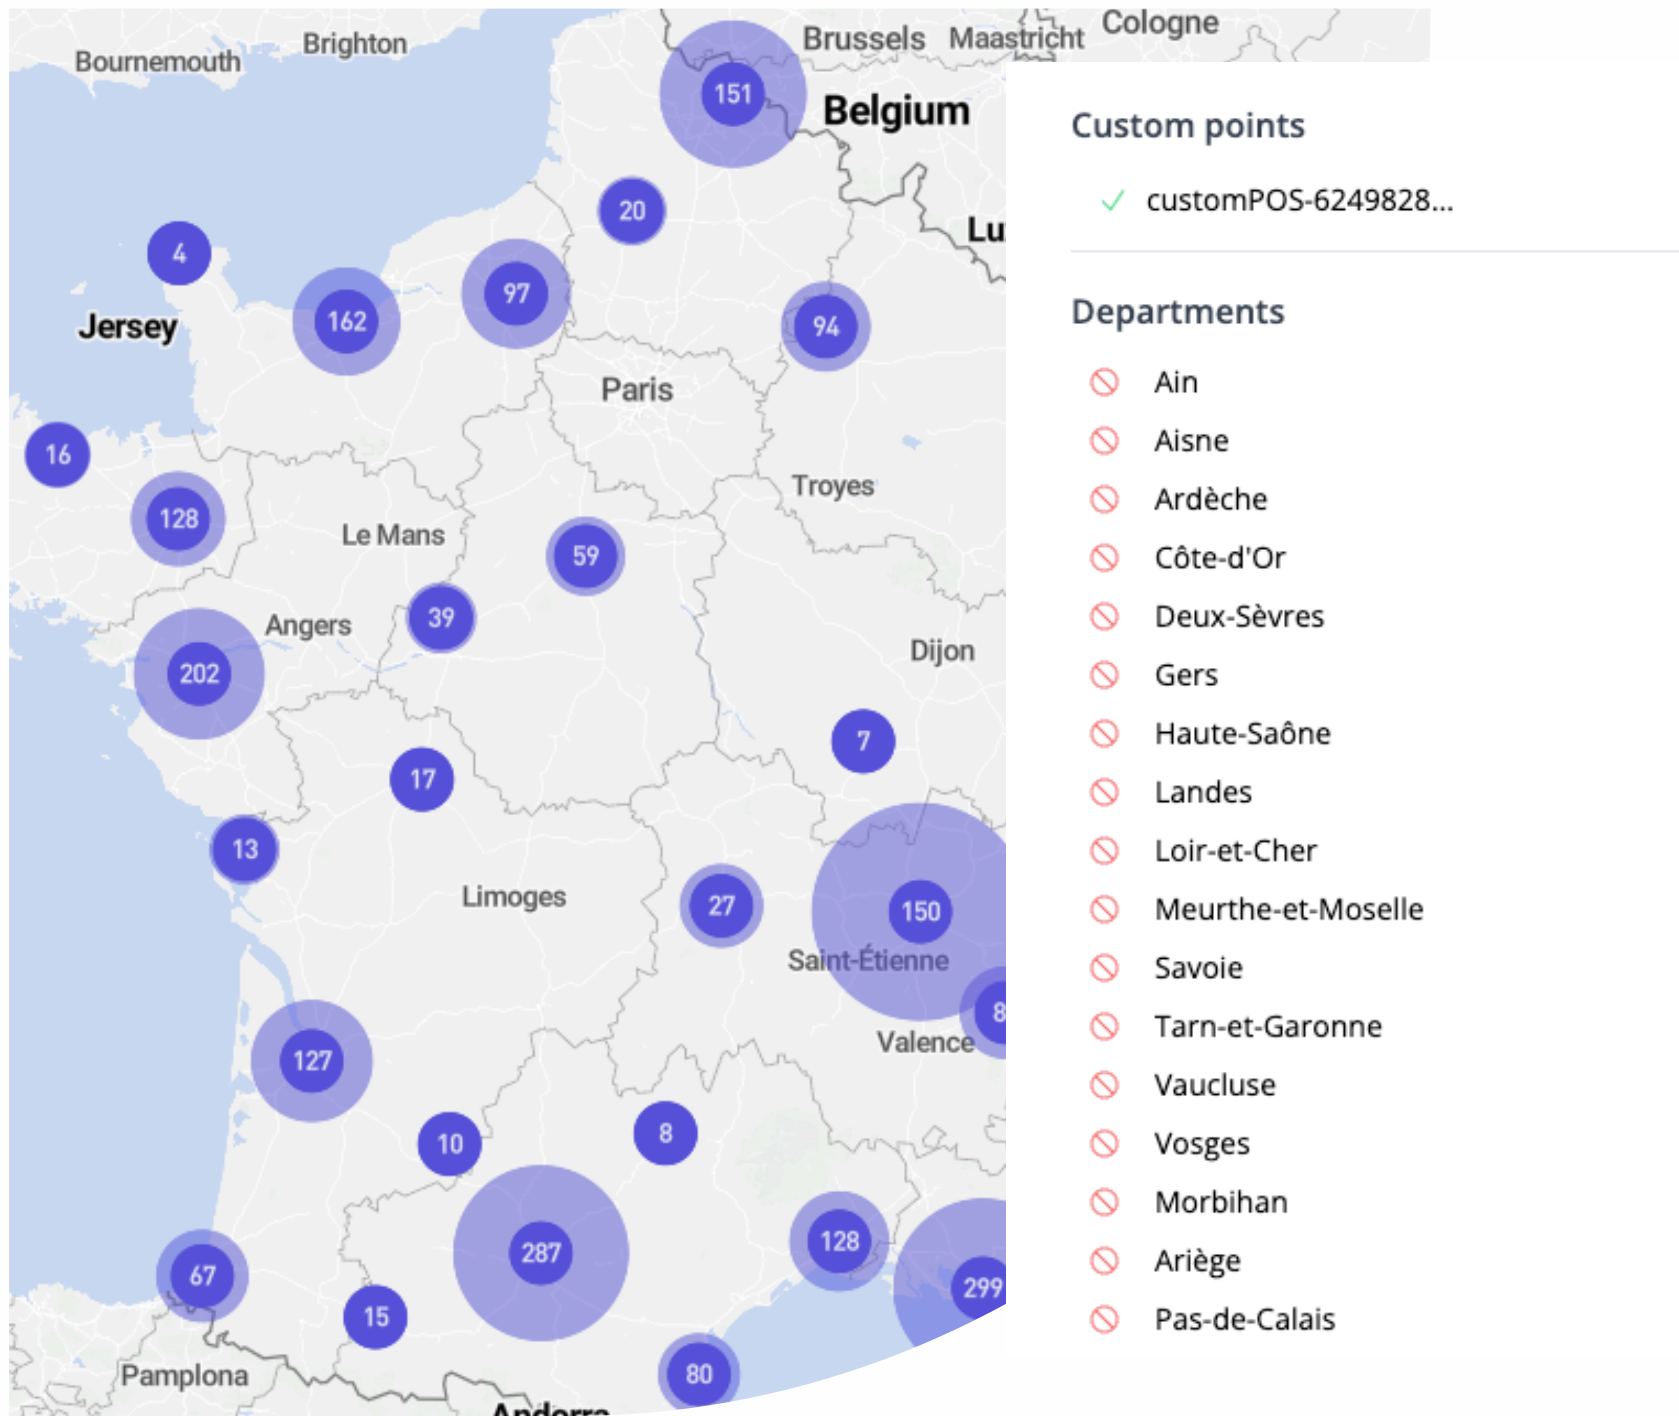 Bournemouth
Brighton
Brussels
Maastricht
Cologne
151
Belgium
20
4
Jersey
162
97
94
Paris
16
128
Troyes
Le Mans
59
39
Angers
202
Dijon
7
17
13
Limoges
27
150
Saint-Étienne
Valence
127
10
8
287
128
299
67
15
80
Pamplona
Andorra
Custom points
customPOS-6249828...
Departments
Ain
Aisne
Ardèche
Côte-d'Or
Deux-Sèvres
Gers
Haute-Saône
Landes
Loir-et-Cher
Meurthe-et-Moselle
Savoie
Tarn-et-Garonne
Vaucluse
Vosges
Morbihan
Ariège
Pas-de-Calais